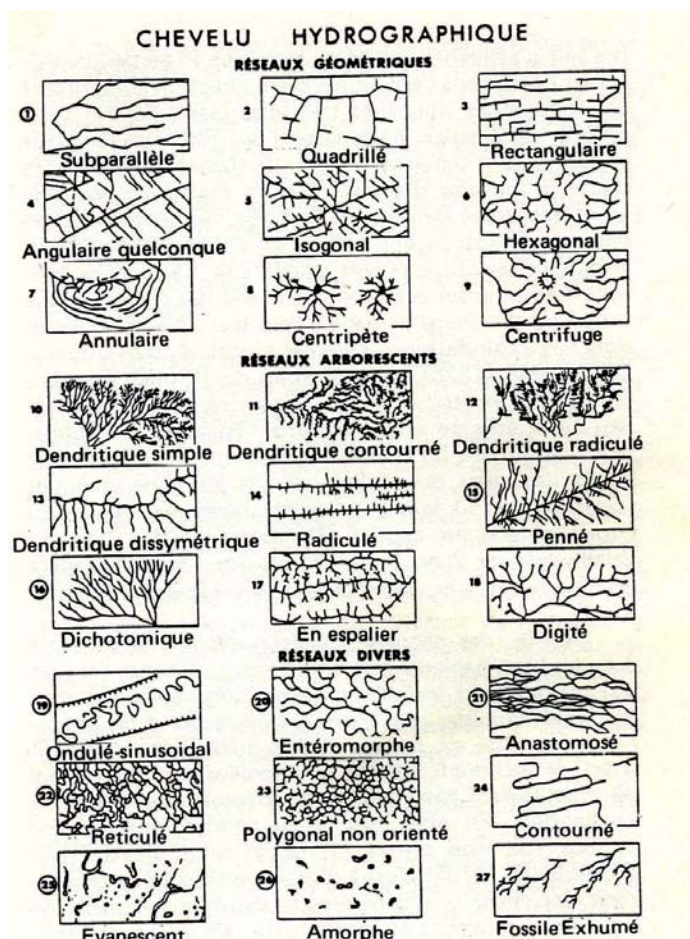 CHEVELU HYDROGRAPHIQUE
RÉSEAUX GÉOMÉTRIQUES
1 2 3
Subparallèle Quadrillé Rectangulaire
4 5 6
Angulaire quelconque Isogonal Hexagonal
7 8 9
Annulaire Centripète Centrifuge
RÉSEAUX ARBORESCENTS
10 11 12
Dendritique simple Dendritique contourné Dendritique radiculé
13 14 15
Dendritique dissymétrique Radiculé Penné
16 17 18
Dichotomique En espalier Digité
RÉSEAUX DIVERS
19 20 21
Ondulé-sinusoidal Entéromorphe Anastomosé
22 23 24
Reticulé Polygonal non orienté Contourné
25 26 27
Evanescent Amorphe Fossile Exhumé